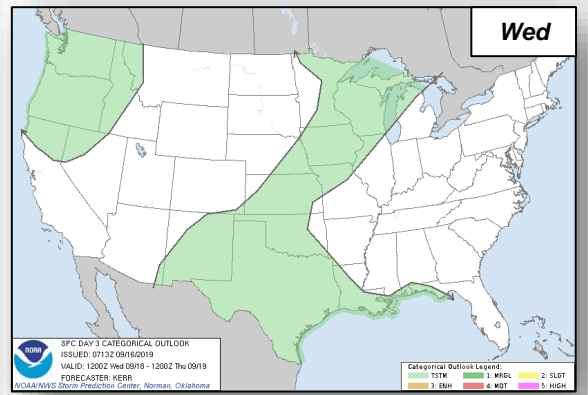 Wed
NOAA
SPC DAY 3 CATEGORICAL OUTLOOK
ISSUED: 0713Z 09/16/2019
VALID: 1200Z Wed 09/18 - 1200Z Thu 09/19
FORECASTER: KERR
NOAA/NWS Storm Prediction Center, Norman, Oklahoma
Categorical Outlook Legend:
TSTM 1: MRGL 2: SLGT
3: ENH 4: MDT 5: HIGH